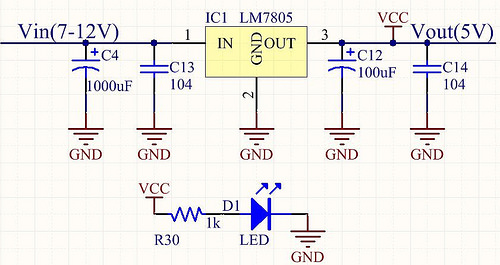 IC1 LM7805
VCC
Vin(7-12V)
Vout(5V)
1
IN
GND
OUT
3
C4
1000uF
C13
104
2
C12
100uF
C14
104
GND
GND
GND
GND
GND
VCC
R30
1k
D1
LED
GND